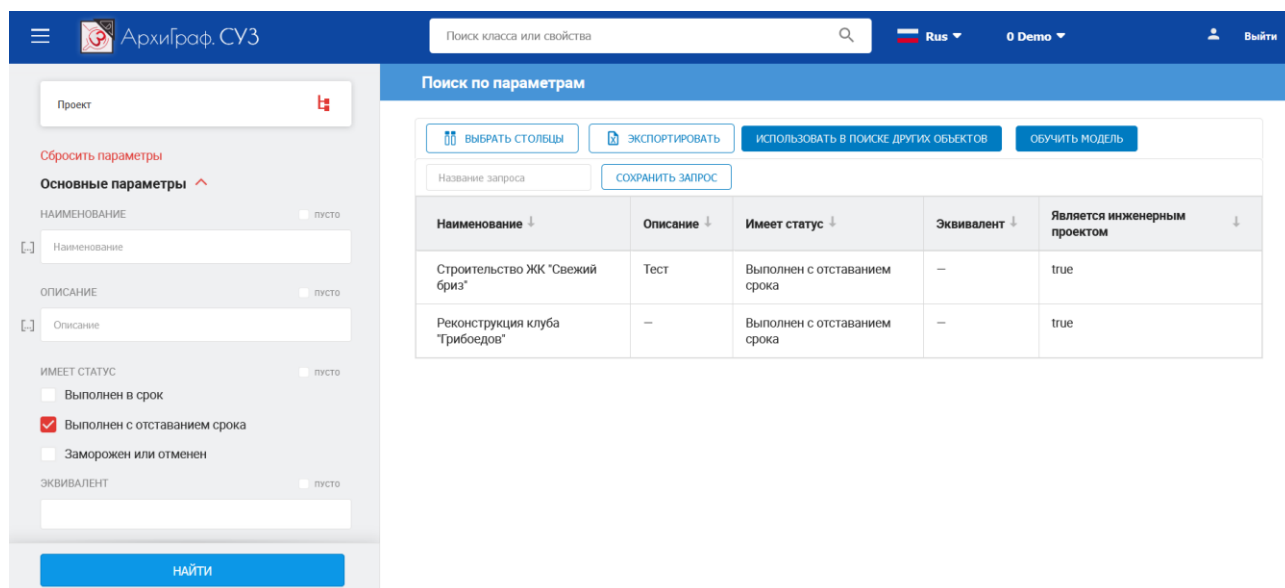 АрхиГраф. СУЗ
Поиск класса или свойства
Rus
0 Demo
Выйти
Проект
Сбросить параметры
Основные параметры
НАИМЕНОВАНИЕ
пусто
[...]
Наименование
ОПИСАНИЕ
пусто
[...]
Описание
ИМЕЕТ СТАТУС
пусто
Выполнен в срок
Выполнен с отставанием срока
Заморожен или отменен
ЭКВИВАЛЕНТ
пусто
НАЙТИ
Поиск по параметрам
ВЫБРАТЬ СТОЛБЦЫ
ЭКСПОРТИРОВАТЬ
ИСПОЛЬЗОВАТЬ В ПОИСКЕ ДРУГИХ ОБЪЕКТОВ
ОБУЧИТЬ МОДЕЛЬ
Название запроса
СОХРАНИТЬ ЗАПРОС
Наименование
Описание
Имеет статус
Эквивалент
Является инженерным
проектом
Строительство ЖК "Свежий
бриз"
Тест
Выполнен с отставанием
срока
—
true
Реконструкция клуба
"Грибоедов"
—
Выполнен с отставанием
срока
—
true